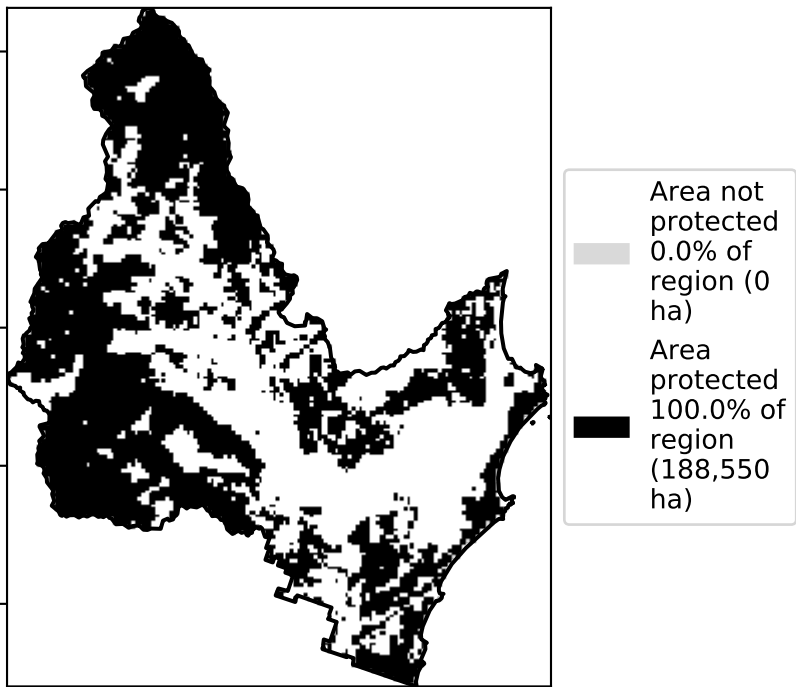 Area not
protected
0.0% of
region (0
ha)
Area
protected
100.0% of
region
(188,550
ha)